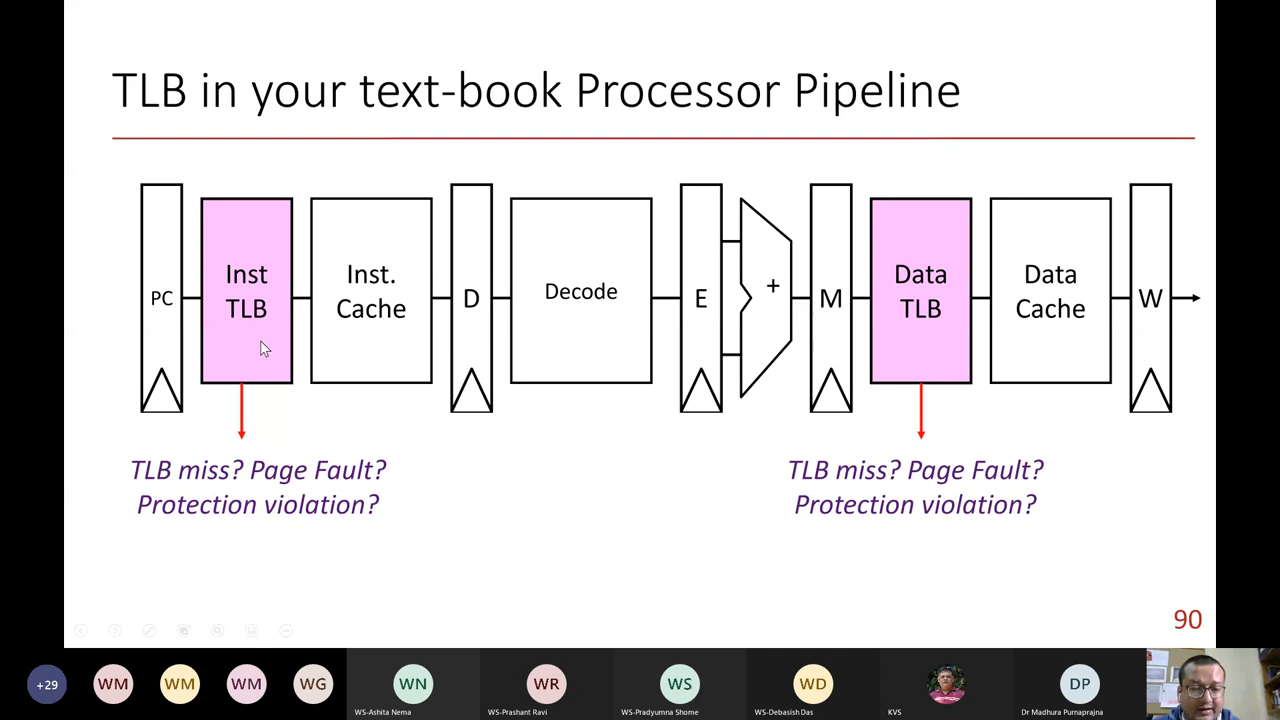 TLB in your text-book Processor Pipeline
PC
Inst
TLB
Inst.
Cache
D
Decode
E
+
M
Data
TLB
Data
Cache
W
TLB miss? Page Fault?
Protection violation?
TLB miss? Page Fault?
Protection violation?
90
+29
WM
WM
WM
WG
WN
WS-Ashita Nema
WR
WS-Prashant Ravi
WS
WS-Pradyumna Shome
WD
WS-Debasish Das
KVS
DP
Dr Madhura Purnaprajna